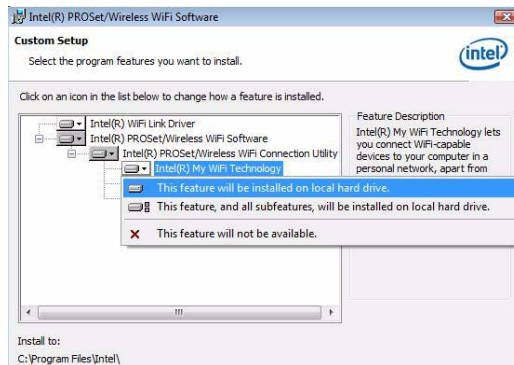 Intel(R) PROSet/Wireless WiFi Software
Custom Setup
Select the program features you want to install.
intel
Click on an icon in the list below to change how a feature is installed.
Intel(R) WiFi Link Driver
Intel(R) PROSet/Wireless WiFi Software
Intel(R) PROSet/Wireless WiFi Connection Utility
Intel(R) My WiFi Technology
This feature will be installed on local hard drive.
This feature, and all subfeatures, will be installed on local hard drive.
This feature will not be available.
Feature Description
Intel(R) My WiFi Technology lets
you connect WiFi-capable
devices to your computer in a
personal network, apart from
Install to:
C:\Program Files\Intel\